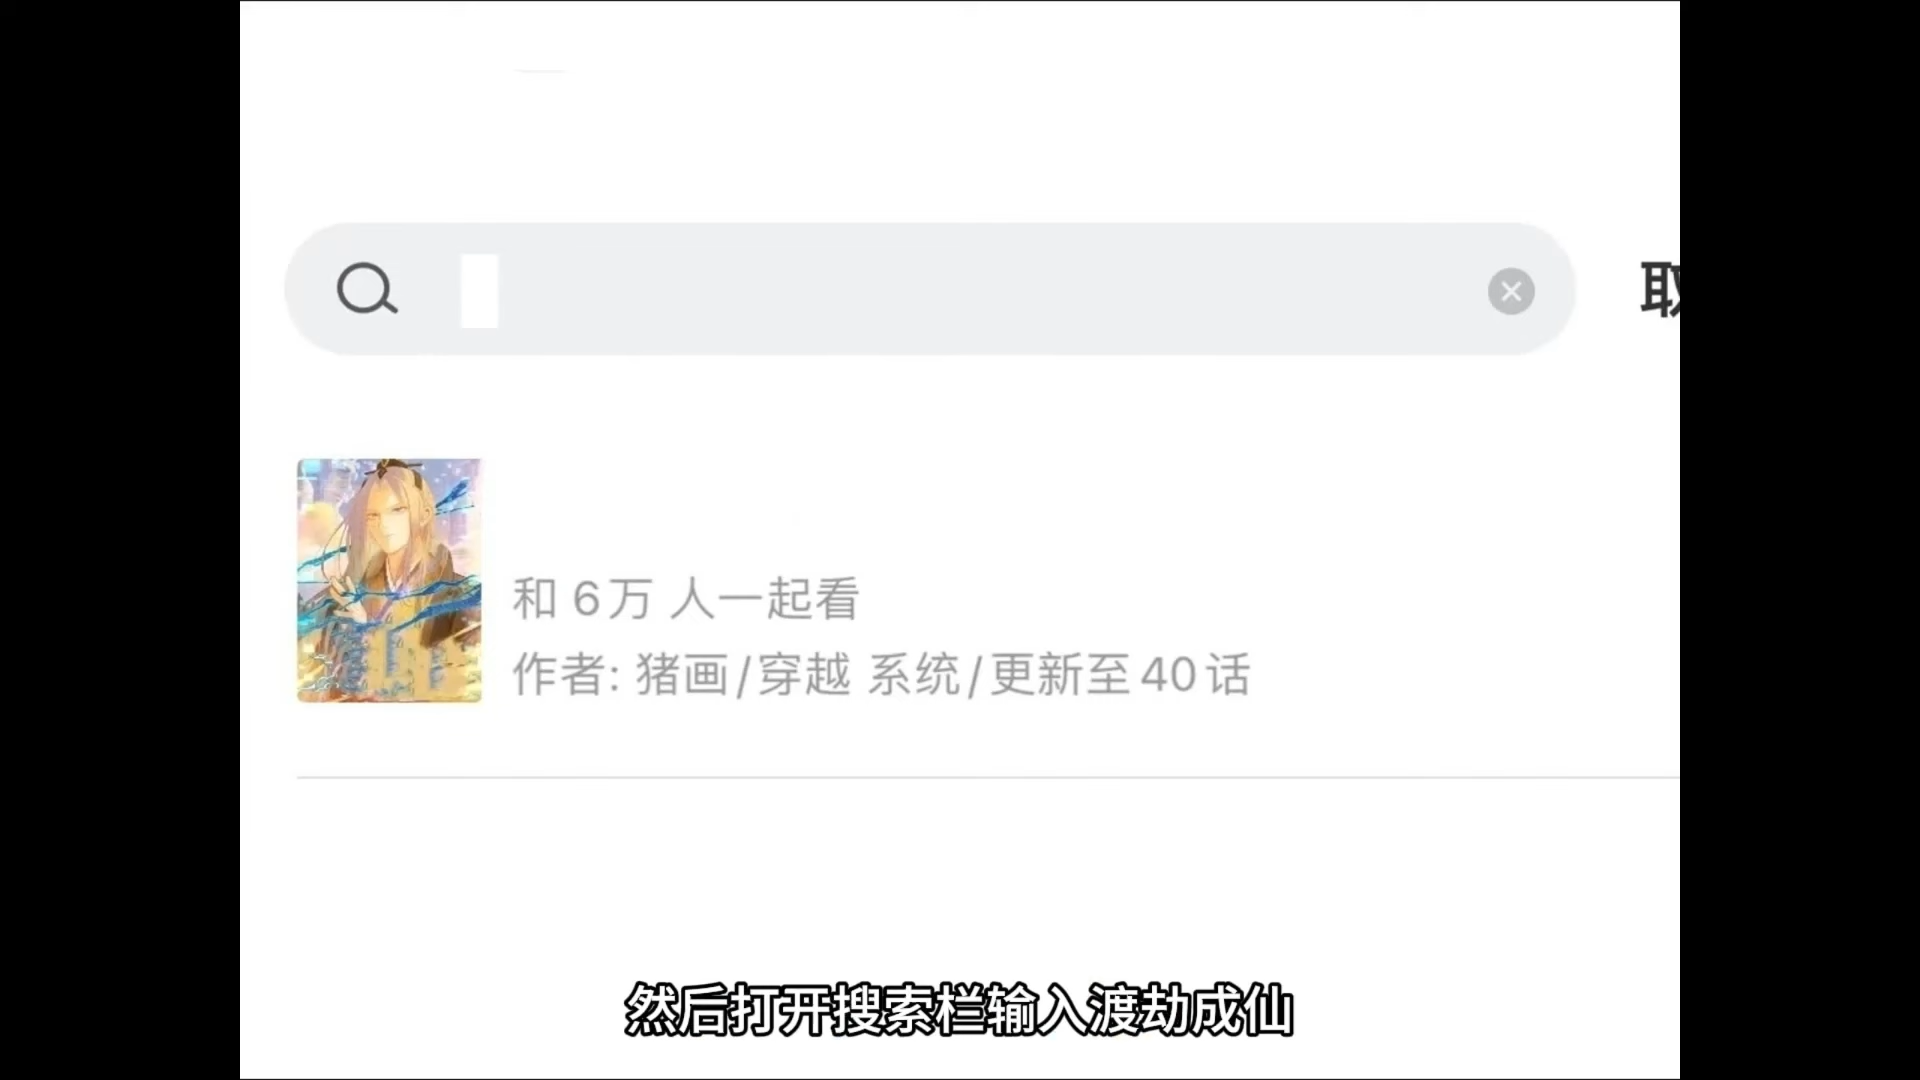 取
和 6万 人一起看
作者: 猪画/穿越 系统/更新至40话
然后打开搜索栏输入渡劫成仙